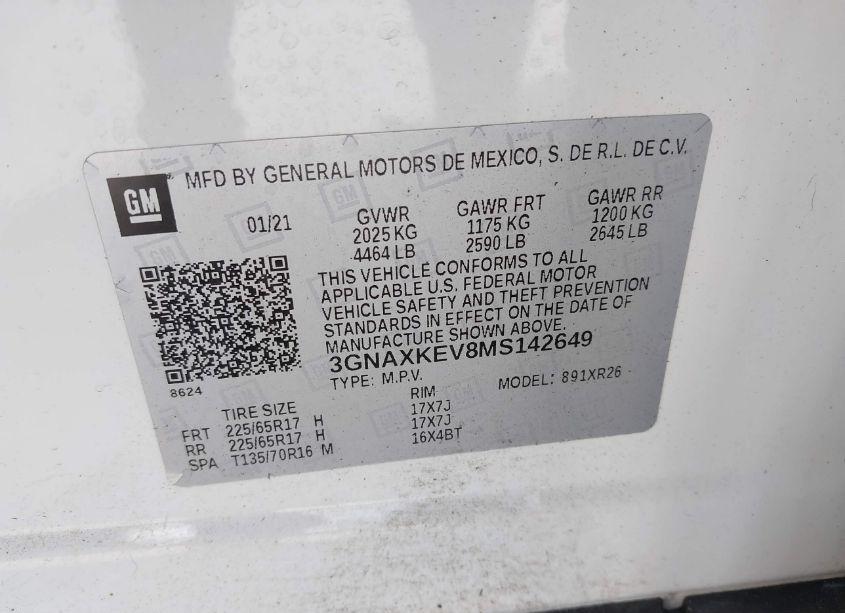 GM
MFD BY GENERAL MOTORS DE MEXICO, S. DE R.L. DE C.V.
01/21
GVWR
2025 KG
4464 LB
GAWR FRT
1175 KG
2590 LB
GAWR RR
1200 KG
2645 LB
THIS VEHICLE CONFORMS TO ALL
APPLICABLE U.S. FEDERAL MOTOR
VEHICLE SAFETY AND THEFT PREVENTION
STANDARDS IN EFFECT ON THE DATE OF
MANUFACTURE SHOWN ABOVE.
3GNAXKEV8MS142649
TYPE: M.P.V. MODEL: 891XR26
8624
TIRE SIZE RIM
FRT 225/65R17 H 17X7J
RR 225/65R17 H 17X7J
SPA T135/70R16 M 16X4BT